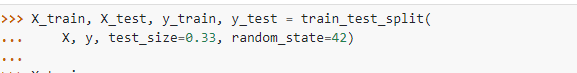 >>> X_train, X_test, y_train, y_test = train_test_split(
...     X, y, test_size=0.33, random_state=42)
...